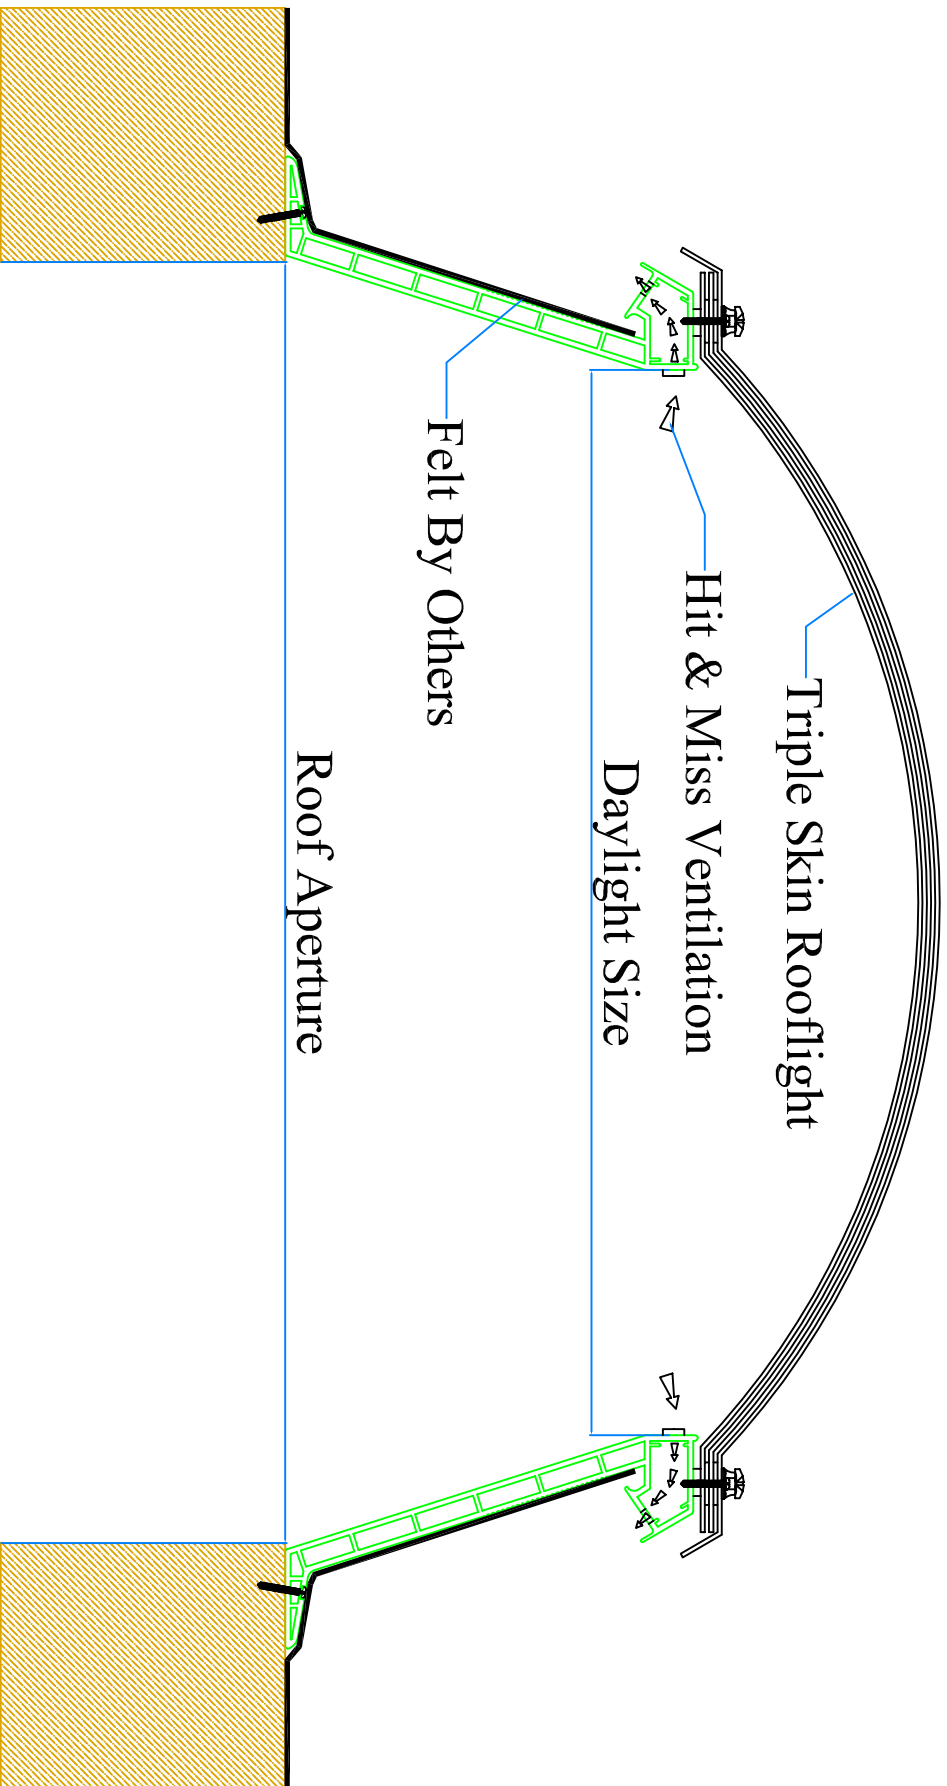 Triple Skin Rooflight
Hit & Miss Ventilation
Daylight Size
Felt By Others
Roof Aperture